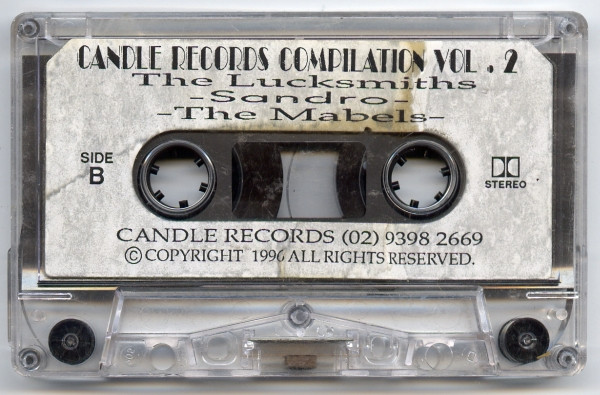 CANDLE RECORDS COMPILATION VOL . 2
The Lucksmiths
-Sandro-
-The Mabels-
SIDE
B
STEREO
CANDLE RECORDS (02) 9398 2669
© COPYRIGHT 1996 ALL RIGHTS RESERVED.